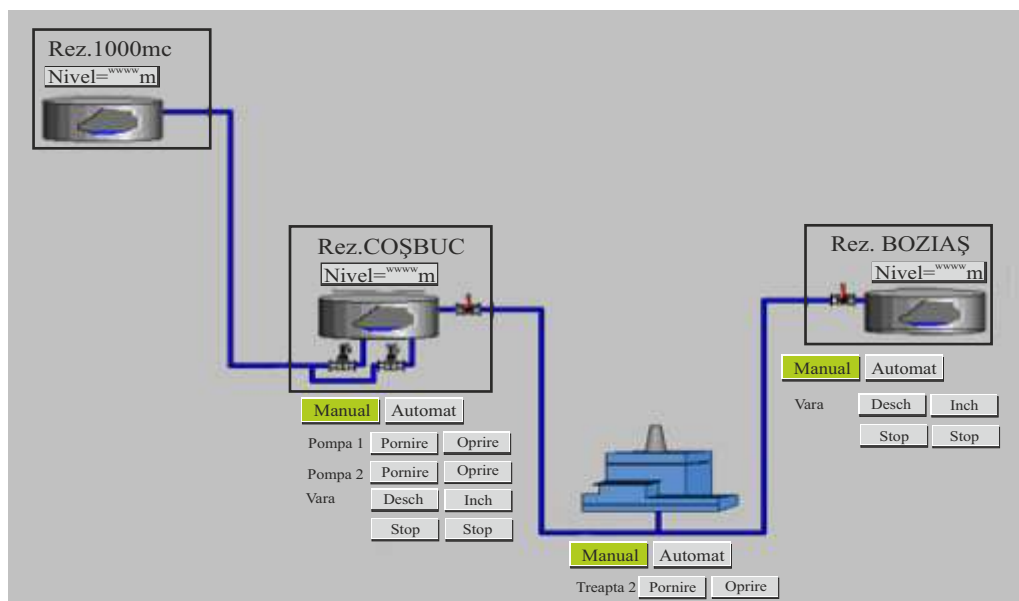 Rez.1000mc
Nivel=wwwwm
Rez.COŞBUC
Nivel=wwwwm
Manual Automat
Pompa 1 Pornire Oprire
Pompa 2 Pornire Oprire
Vara Desch Inch
Stop Stop
Rez. BOZIAŞ
Nivel=wwwwm
Manual Automat
Vara Desch Inch
Stop Stop
Manual Automat
Treapta 2 Pornire Oprire